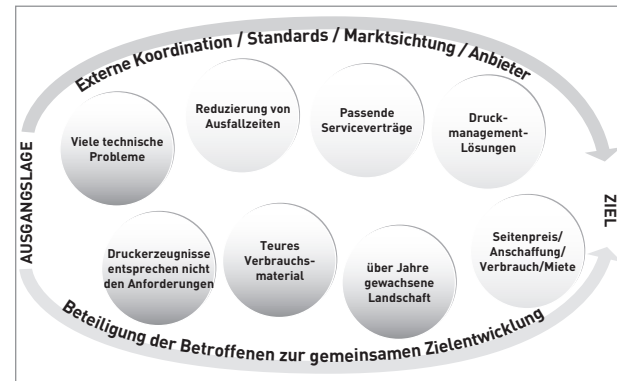 Externe Koordination / Standards / Marktsichtung / Anbieter
AUSGANGSLAGE
Viele technische
Probleme
Reduzierung von
Ausfallzeiten
Passende
Serviceverträge
Druck-
management-
Lösungen
ZIEL
Druckerzeugnisse
entsprechen nicht
den Anforderungen
Teures
Verbrauchs-
material
über Jahre
gewachsene
Landschaft
Seitenpreis/
Anschaffung/
Verbrauch/Miete
Beteiligung der Betroffenen zur gemeinsamen Zielentwicklung